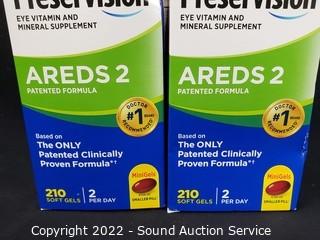 PreserVision
EYE VITAMIN AND
MINERAL SUPPLEMENT
AREDS 2
PATENTED FORMULA
DOCTOR
#1
RECOMMENDED
BRAND
Based on
The ONLY
Patented Clinically
Proven Formula*†
210
SOFT GELS
2
PER DAY
MiniGels
SMALLER PILL
PreserVision
EYE VITAMIN AND
MINERAL SUPPLEMENT
AREDS 2
PATENTED FORMULA
DOCTOR
#1
RECOMMENDED
BRAND
Based on
The ONLY
Patented Clinically
Proven Formula*†
210
SOFT GELS
2
PER DAY
MiniGels
SMALLER PILL
Copyright 2022 - Sound Auction Service